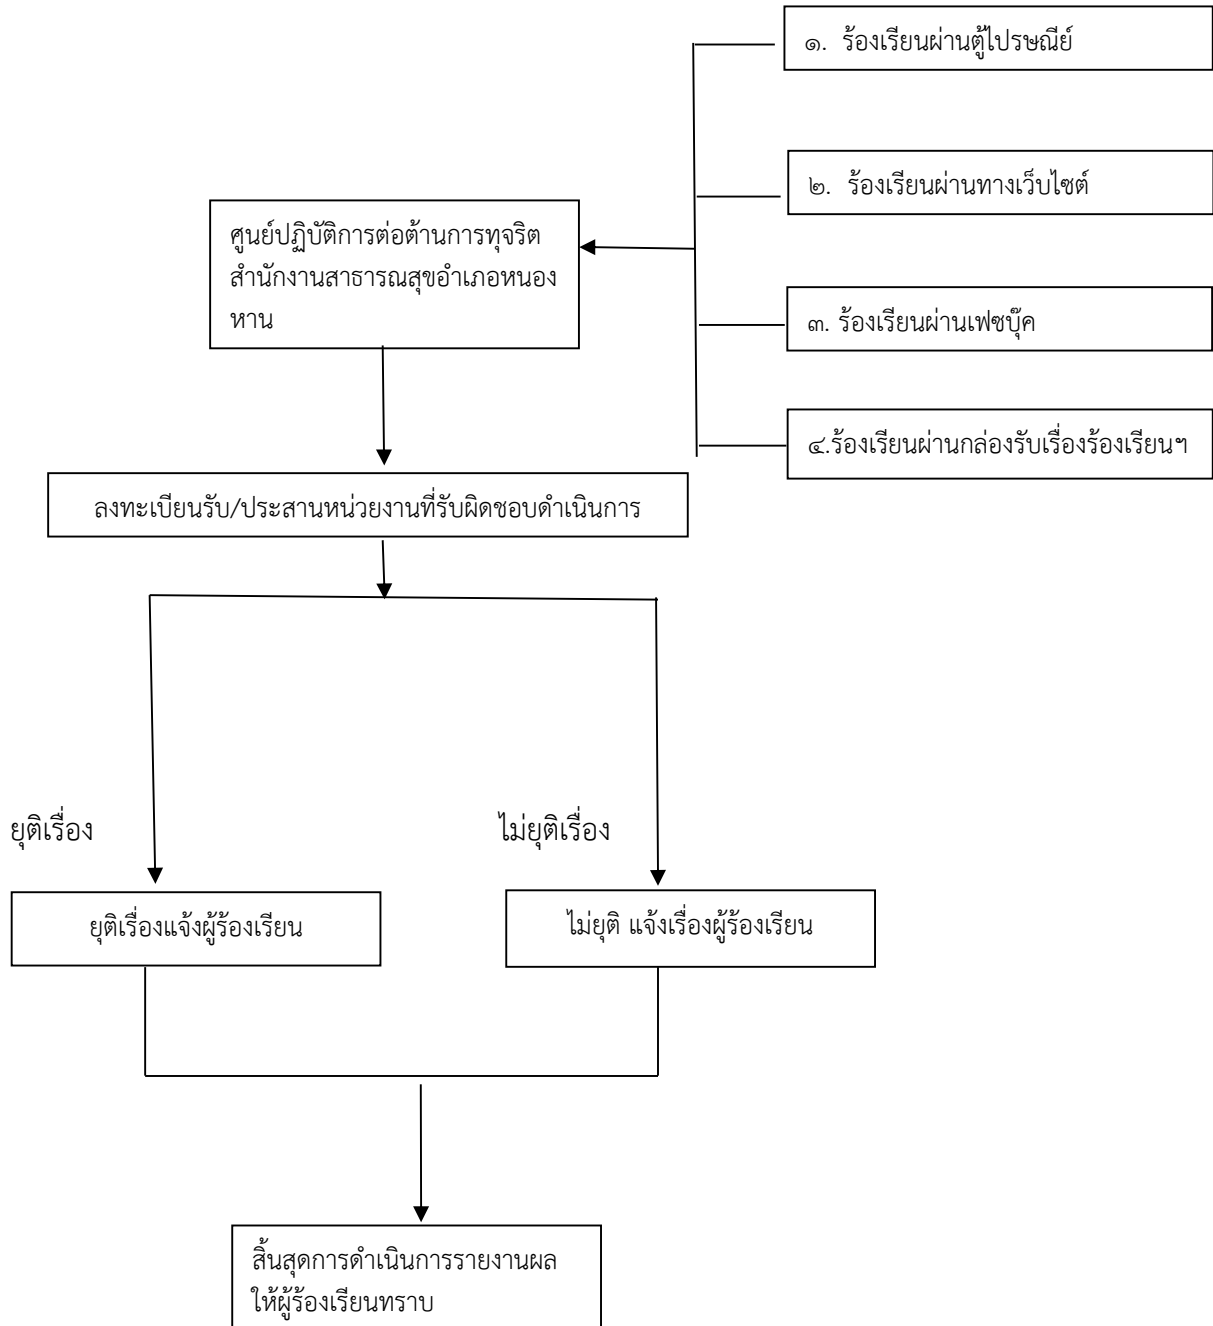 ๑. ร้องเรียนผ่านตู้ไปรษณีย์
๒. ร้องเรียนผ่านทางเว็บไซต์
ศูนย์ปฏิบัติการต่อต้านการทุจริต
สำนักงานสาธารณสุขอำเภอหนอง
หาน
๓. ร้องเรียนผ่านเฟซบุ๊ค
๔.ร้องเรียนผ่านกล่องรับเรื่องร้องเรียนฯ
ลงทะเบียนรับ/ประสานหน่วยงานที่รับผิดชอบดำเนินการ
ยุติเรื่อง
ไม่ยุติเรื่อง
ยุติเรื่องแจ้งผู้ร้องเรียน
ไม่ยุติ แจ้งเรื่องผู้ร้องเรียน
สิ้นสุดการดำเนินการรายงานผล
ให้ผู้ร้องเรียนทราบ